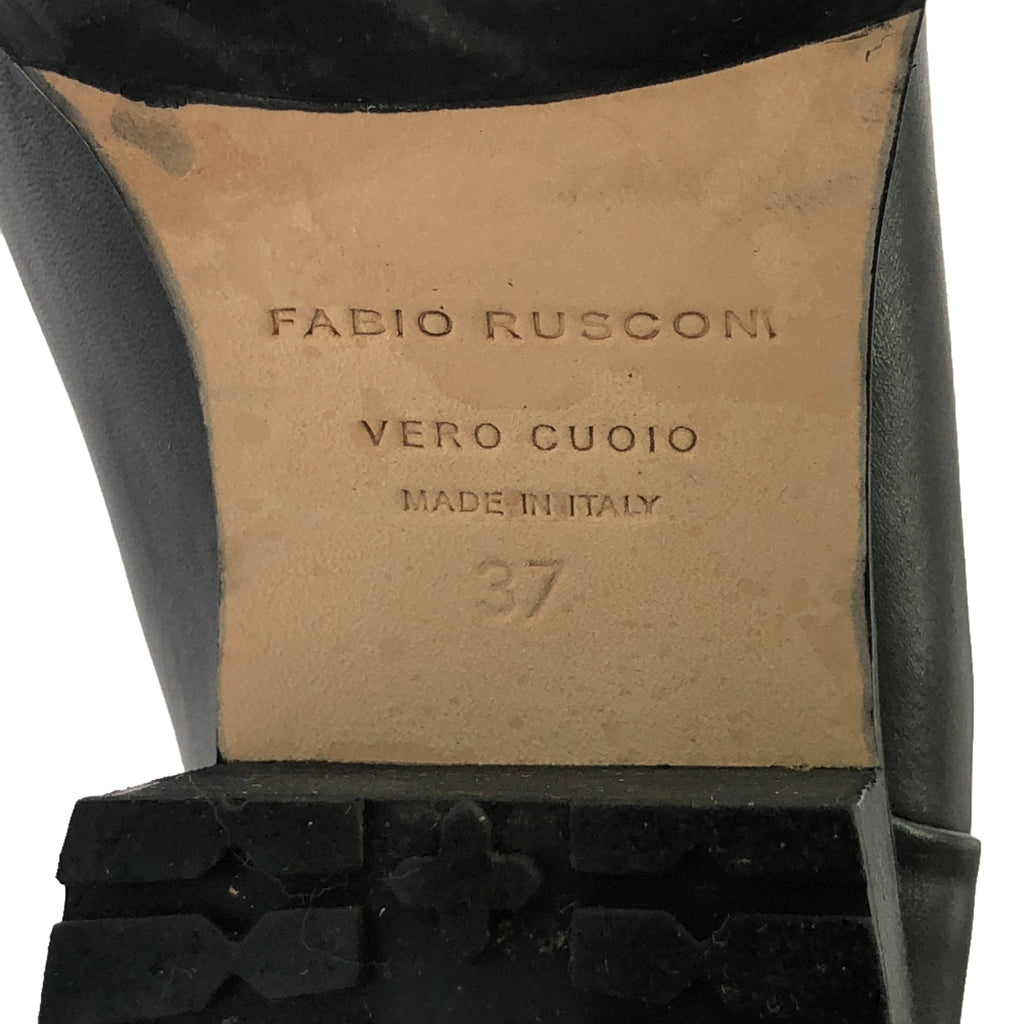 FABIO RUSCONI
VERO CUOIO
MADE IN ITALY
37